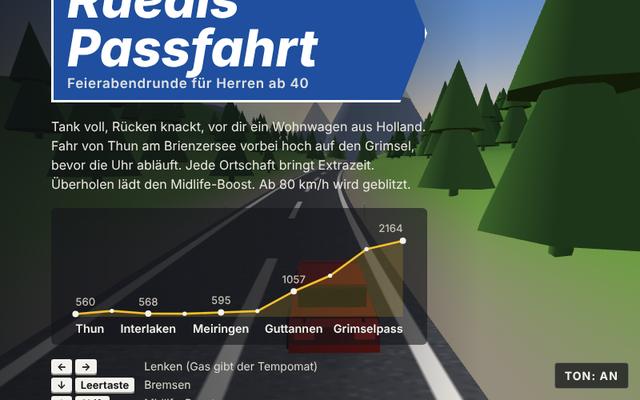 Ruedis
Passfahrt
Feierabendrunde für Herren ab 40
Tank voll, Rücken knackt, vor dir ein Wohnwagen aus Holland.
Fahr von Thun am Brienzersee vorbei hoch auf den Grimsel,
bevor die Uhr abläuft. Jede Ortschaft bringt Extrazeit.
Überholen lädt den Midlife-Boost. Ab 80 km/h wird geblitzt.
560 568 595 1057 2164
Thun Interlaken Meiringen Guttannen Grimselpass
← → Lenken (Gas gibt der Tempomat)
↓ Leertaste Bremsen
TON: AN